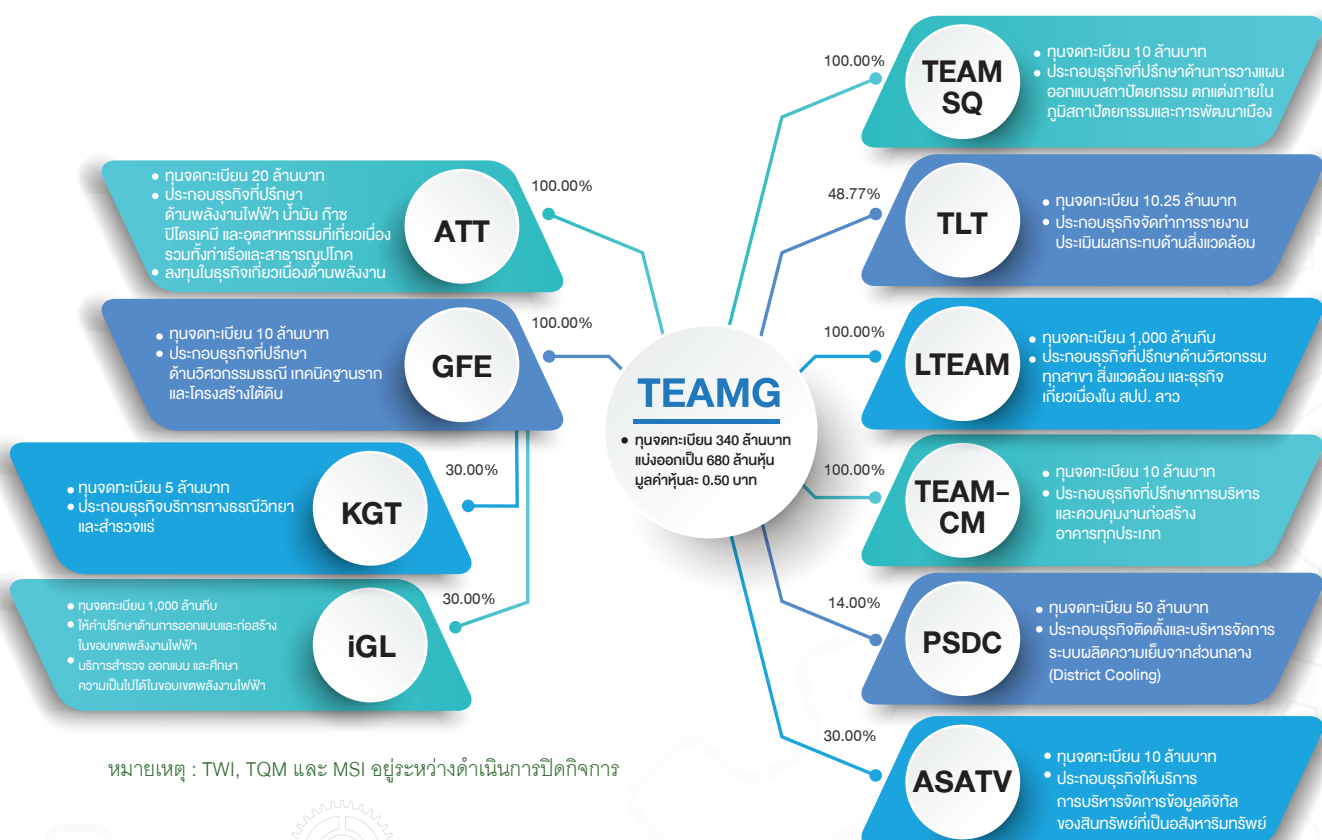 TEAMG
• ทุนจดทะเบียน 340 ล้านบาท
แบ่งออกเป็น 680 ล้านหุ้น
มูลค่าหุ้นละ 0.50 บาท
100.00%
ATT
• ทุนจดทะเบียน 20 ล้านบาท
• ประกอบธุรกิจที่ปรึกษา
ด้านพลังงานไฟฟ้า น้ำมัน ก๊าซ
ปิโตรเคมี และอุตสาหกรรมที่เกี่ยวเนื่อง
รวมทั้งท่าเรือและสาธารณูปโภค
• ลงทุนในธุรกิจเกี่ยวเนื่องด้านพลังงาน
100.00%
GFE
• ทุนจดทะเบียน 10 ล้านบาท
• ประกอบธุรกิจที่ปรึกษา
ด้านวิศวกรรมธรณี เทคนิคฐานราก
และโครงสร้างใต้ดิน
30.00%
KGT
• ทุนจดทะเบียน 5 ล้านบาท
• ประกอบธุรกิจบริการทางธรณีวิทยา
และสำรวจแร่
30.00%
iGL
• ทุนจดทะเบียน 1,000 ล้านกีบ
• ให้คำปรึกษาด้านการออกแบบและก่อสร้าง
ในขอบเขตพลังงานไฟฟ้า
• บริการสำรวจ ออกแบบ และศึกษา
ความเป็นไปได้ในขอบเขตพลังงานไฟฟ้า
100.00%
TEAM
SQ
• ทุนจดทะเบียน 10 ล้านบาท
• ประกอบธุรกิจที่ปรึกษาด้านการวางแผน
ออกแบบสถาปัตยกรรม ตกแต่งภายใน
ภูมิสถาปัตยกรรมและการพัฒนาเมือง
48.77%
TLT
• ทุนจดทะเบียน 10.25 ล้านบาท
• ประกอบธุรกิจจัดทำการรายงาน
ประเมินผลกระทบด้านสิ่งแวดล้อม
100.00%
LTEAM
• ทุนจดทะเบียน 1,000 ล้านกีบ
• ประกอบธุรกิจที่ปรึกษาด้านวิศวกรรม
ทุกสาขา สิ่งแวดล้อม และธุรกิจ
เกี่ยวเนื่องใน สปป. ลาว
100.00%
TEAM-
CM
• ทุนจดทะเบียน 10 ล้านบาท
• ประกอบธุรกิจที่ปรึกษาการบริหาร
และควบคุมงานก่อสร้าง
อาคารทุกประเภท
14.00%
PSDC
• ทุนจดทะเบียน 50 ล้านบาท
• ประกอบธุรกิจติดตั้งและบริหารจัดการ
ระบบผลิตความเย็นจากส่วนกลาง
(District Cooling)
30.00%
ASATV
• ทุนจดทะเบียน 10 ล้านบาท
• ประกอบธุรกิจให้บริการ
การบริหารจัดการข้อมูลดิจิทัล
ของสินทรัพย์ที่เป็นอสังหาริมทรัพย์
หมายเหตุ : TWI, TQM และ MSI อยู่ระหว่างดำเนินการปิดกิจการ